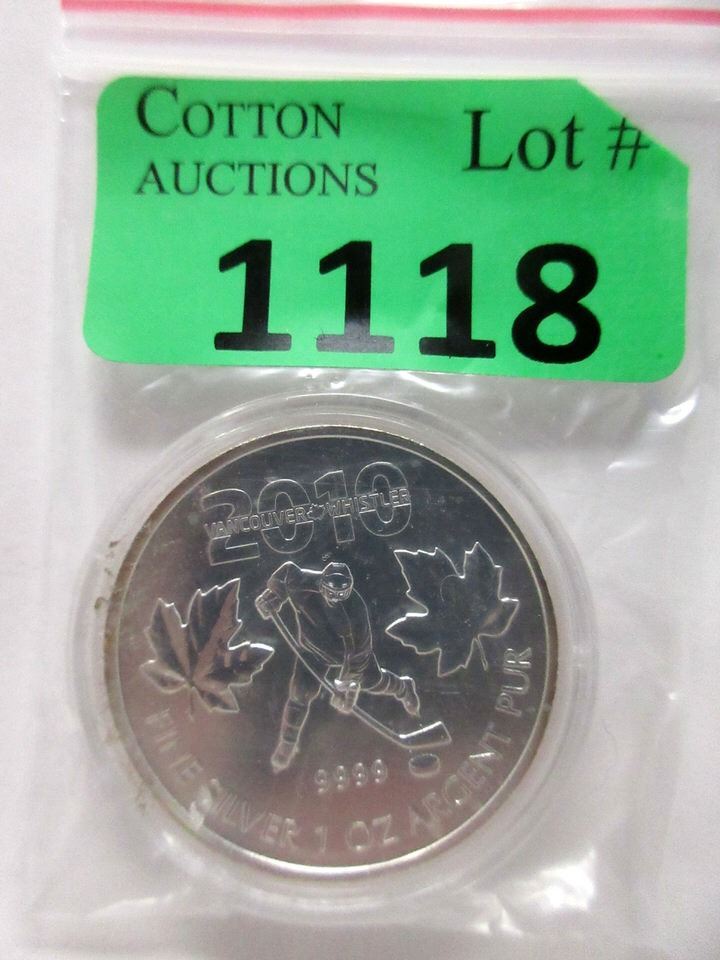 COTTON
AUCTIONS
Lot #
1118
2010
VANCOUVER WHISTLER
9999
FINE SILVER 1 OZ ARGENT PUR